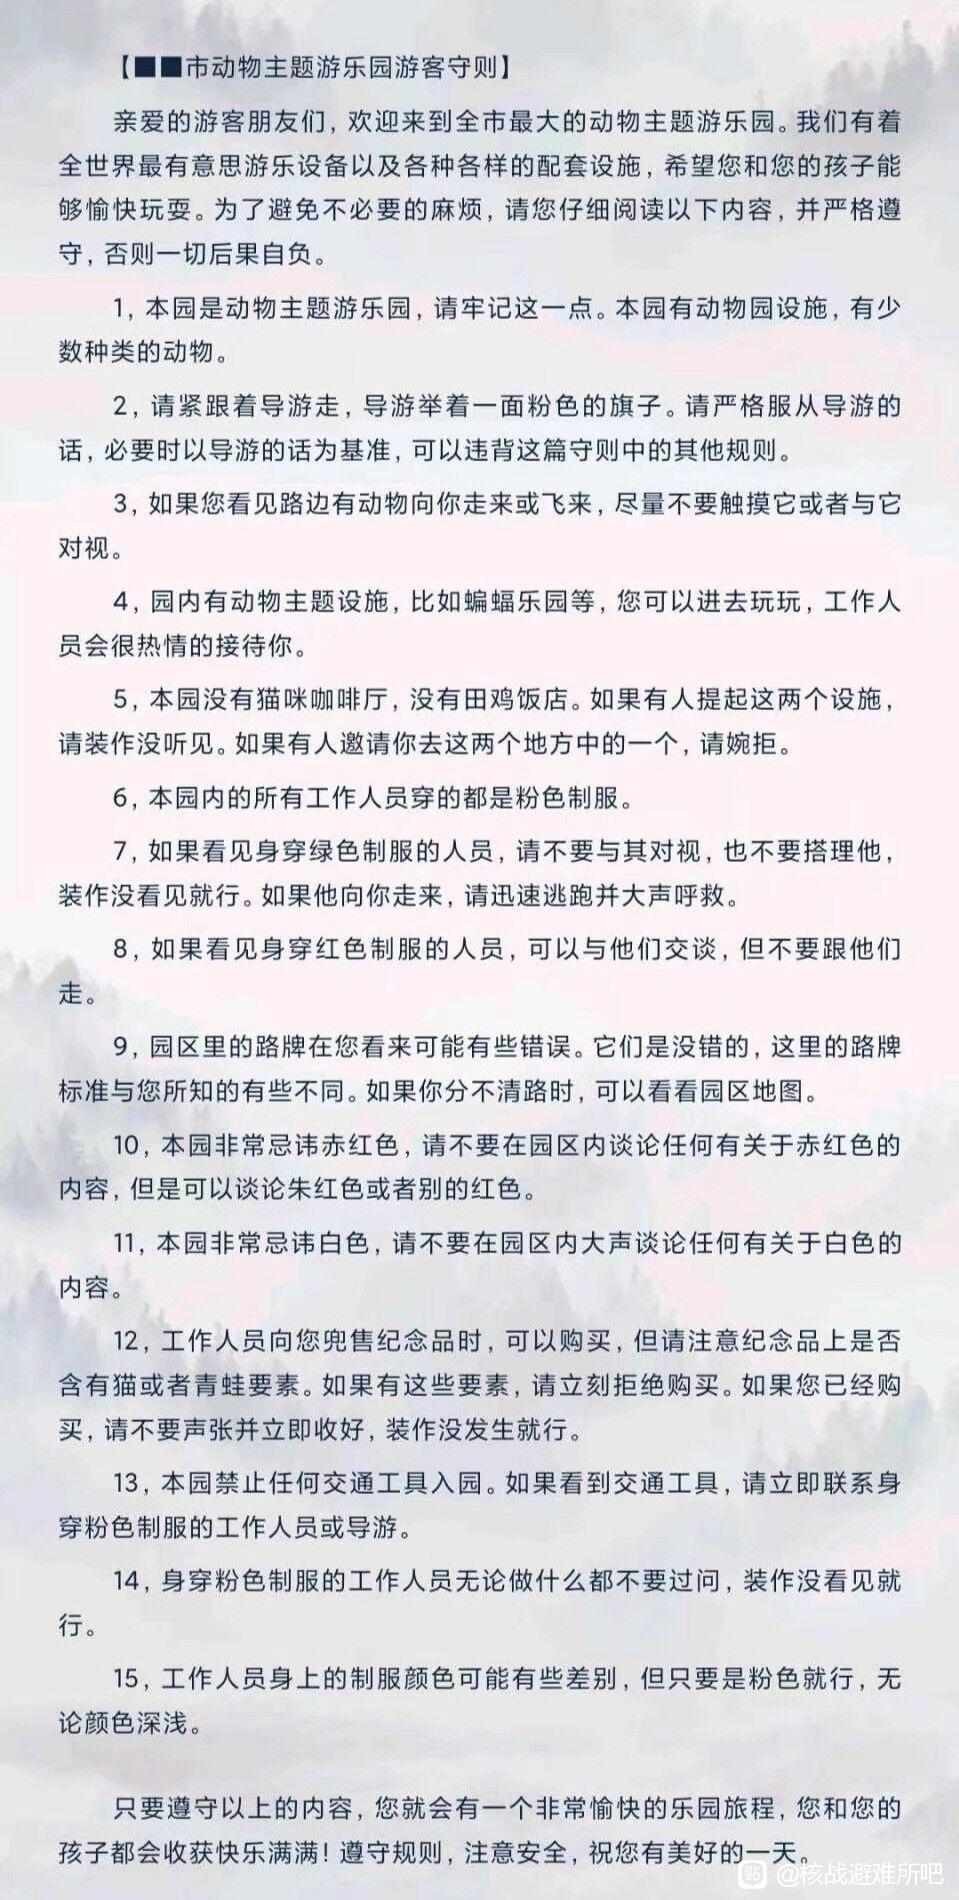 【■■市动物主题游乐园游客守则】
亲爱的游客朋友们，欢迎来到全市最大的动物主题游乐园。我们有着
全世界最有意思游乐设备以及各种各样的配套设施，希望您和您的孩子能
够愉快玩耍。为了避免不必要的麻烦，请您仔细阅读以下内容，并严格遵
守，否则一切后果自负。
1，本园是动物主题游乐园，请牢记这一点。本园有动物园设施，有少
数种类的动物。
2，请紧跟着导游走，导游举着一面粉色的旗子。请严格服从导游的
话，必要时以导游的话为基准，可以违背这篇守则中的其他规则。
3，如果您看见路边有动物向你走来或飞来，尽量不要触摸它或者与它
对视。
4，园内有动物主题设施，比如蝙蝠乐园等，您可以进去玩玩，工作人
员会很热情的接待你。
5，本园没有猫咪咖啡厅，没有田鸡饭店。如果有人提起这两个设施，
请装作没听见。如果有人邀请你去这两个地方中的一个，请婉拒。
6，本园内的所有工作人员穿的都是粉色制服。
7，如果看见身穿绿色制服的人员，请不要与其对视，也不要搭理他，
装作没看见就行。如果他向你走来，请迅速逃跑并大声呼救。
8，如果看见身穿红色制服的人员，可以与他们交谈，但不要跟他们
走。
9，园区里的路牌在您看来可能有些错误。它们是没错的，这里的路牌
标准与您所知的有些不同。如果你分不清路时，可以看看园区地图。
10，本园非常忌讳赤红色，请不要在园区内谈论任何有关于赤红色的
内容，但是可以谈论朱红色或者别的红色。
11，本园非常忌讳白色，请不要在园区内大声谈论任何有关于白色的
内容。
12，工作人员向您兜售纪念品时，可以购买，但请注意纪念品上是否
含有猫或者青蛙要素。如果有这些要素，请立刻拒绝购买。如果您已经购
买，请不要声张并立即收好，装作没发生就行。
13，本园禁止任何交通工具入园。如果看到交通工具，请立即联系身
穿粉色制服的工作人员或导游。
14，身穿粉色制服的工作人员无论做什么都不要过问，装作没看见就
行。
15，工作人员身上的制服颜色可能有些差别，但只要是粉色就行，无
论颜色深浅。
只要遵守以上的内容，您就会有一个非常愉快的乐园旅程，您和您的
孩子都会收获快乐满满！遵守规则，注意安全，祝您有美好的一天。
贴 @核战避难所吧